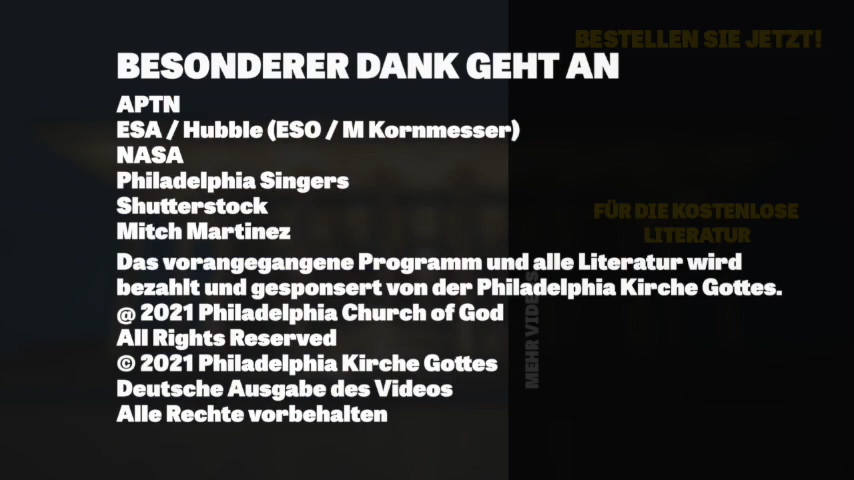 BESTELLEN SIE JETZT!
BESONDERER DANK GEHT AN
APTN
ESA / Hubble (ESO / M Kornmesser)
NASA
Philadelphia Singers
Shutterstock
Mitch Martinez
FÜR DIE KOSTENLOSE
LITERATUR
Das vorangegangene Programm und alle Literatur wird
bezahlt und gesponsert von der Philadelphia Kirche Gottes.
@ 2021 Philadelphia Church of God
All Rights Reserved
© 2021 Philadelphia Kirche Gottes
Deutsche Ausgabe des Videos
Alle Rechte vorbehalten
MEHR VIDEOS